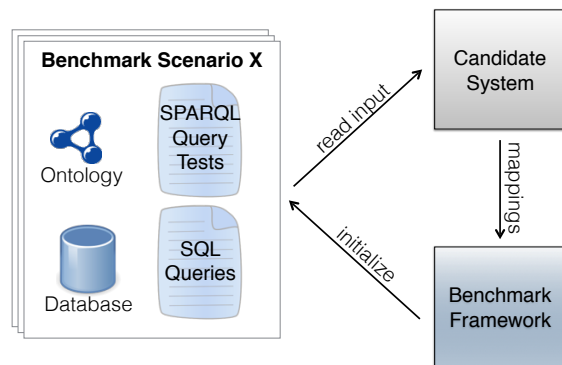 Benchmark Scenario X
SPARQL
Query
Tests
Ontology
SQL
Queries
Database
read input
initialize
Candidate
System
mappings
Benchmark
Framework